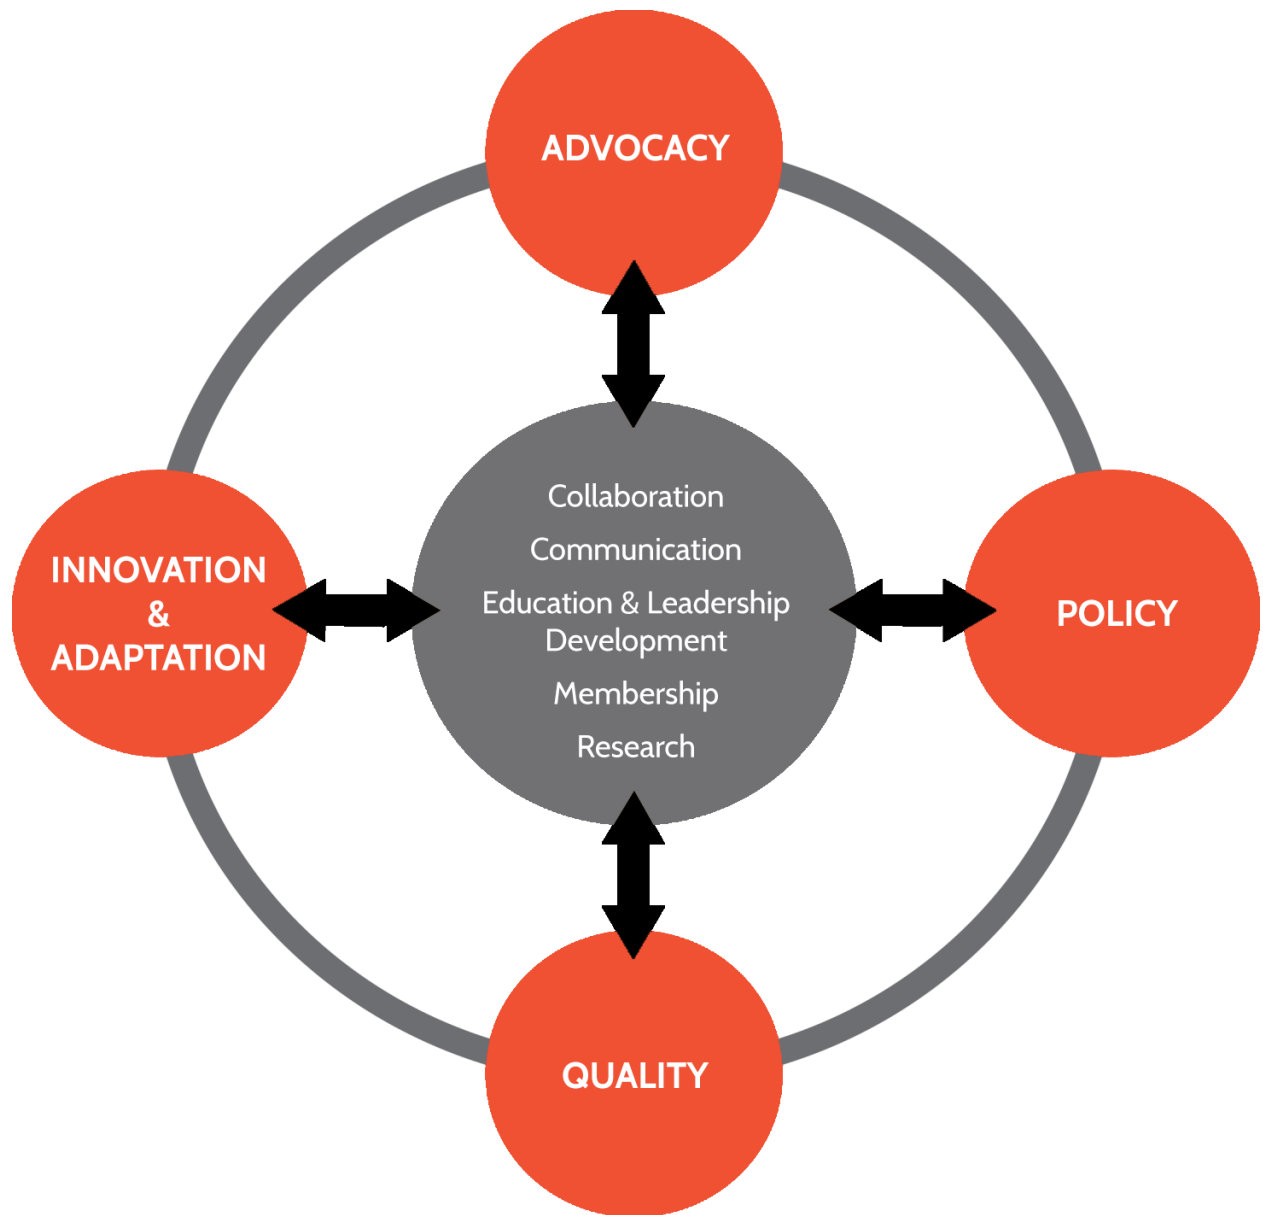 ADVOCACY
INNOVATION
&
ADAPTATION
Collaboration
Communication
Education & Leadership
Development
Membership
Research
POLICY
QUALITY